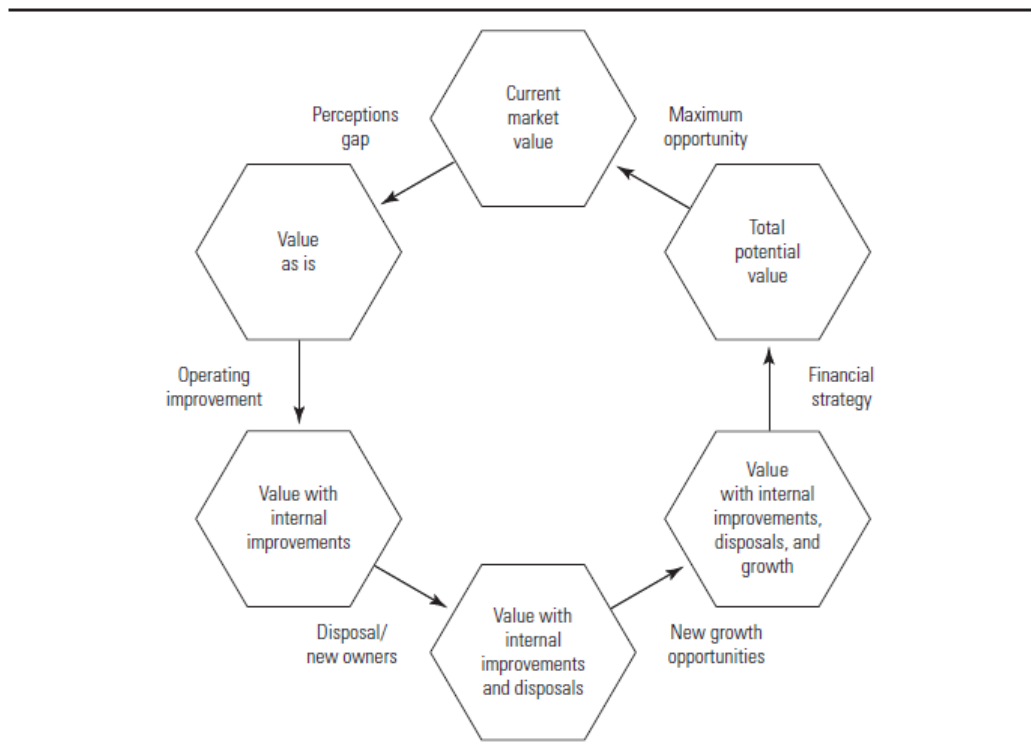 Current
market
value
Perceptions
gap
Maximum
opportunity
Value
as is
Total
potential
value
Operating
improvement
Financial
strategy
Value with
internal
improvements
Value
with internal
improvements,
disposals, and
growth
Disposal/
new owners
Value with
internal
improvements
and disposals
New growth
opportunities